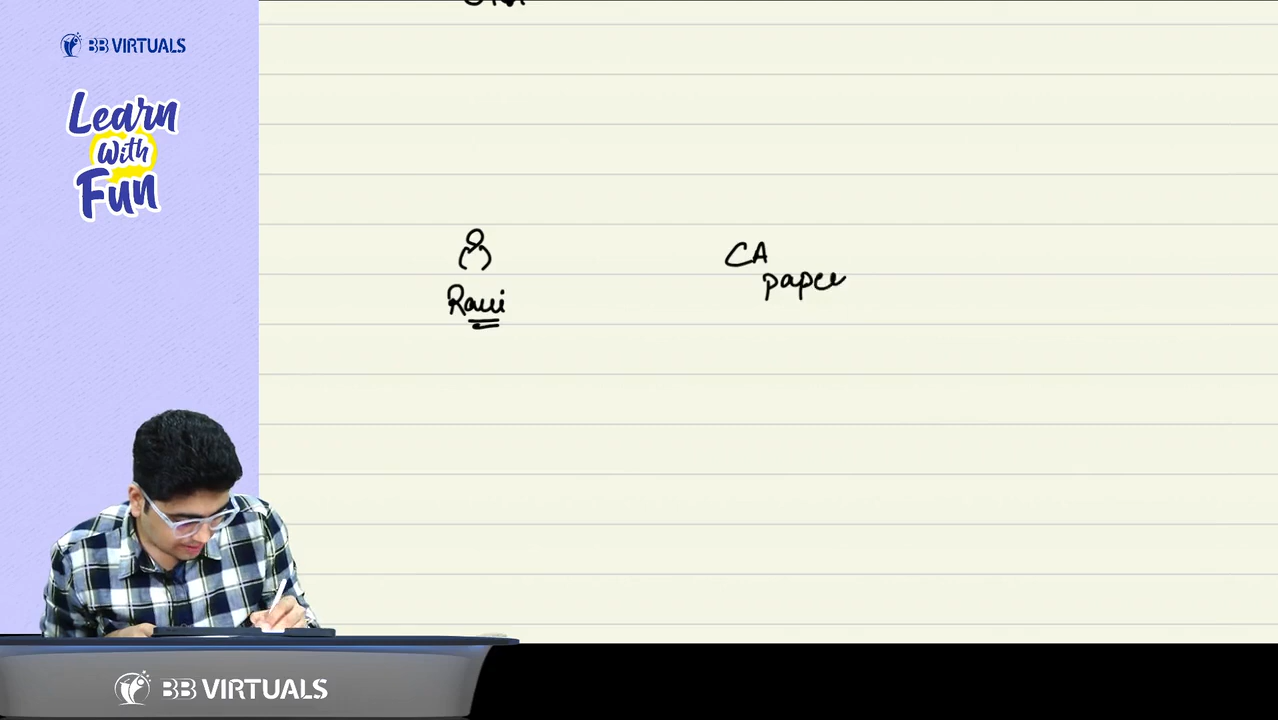 BB VIRTUALS
Learn
with
Fun
CA
paper
Ravi
BB VIRTUALS